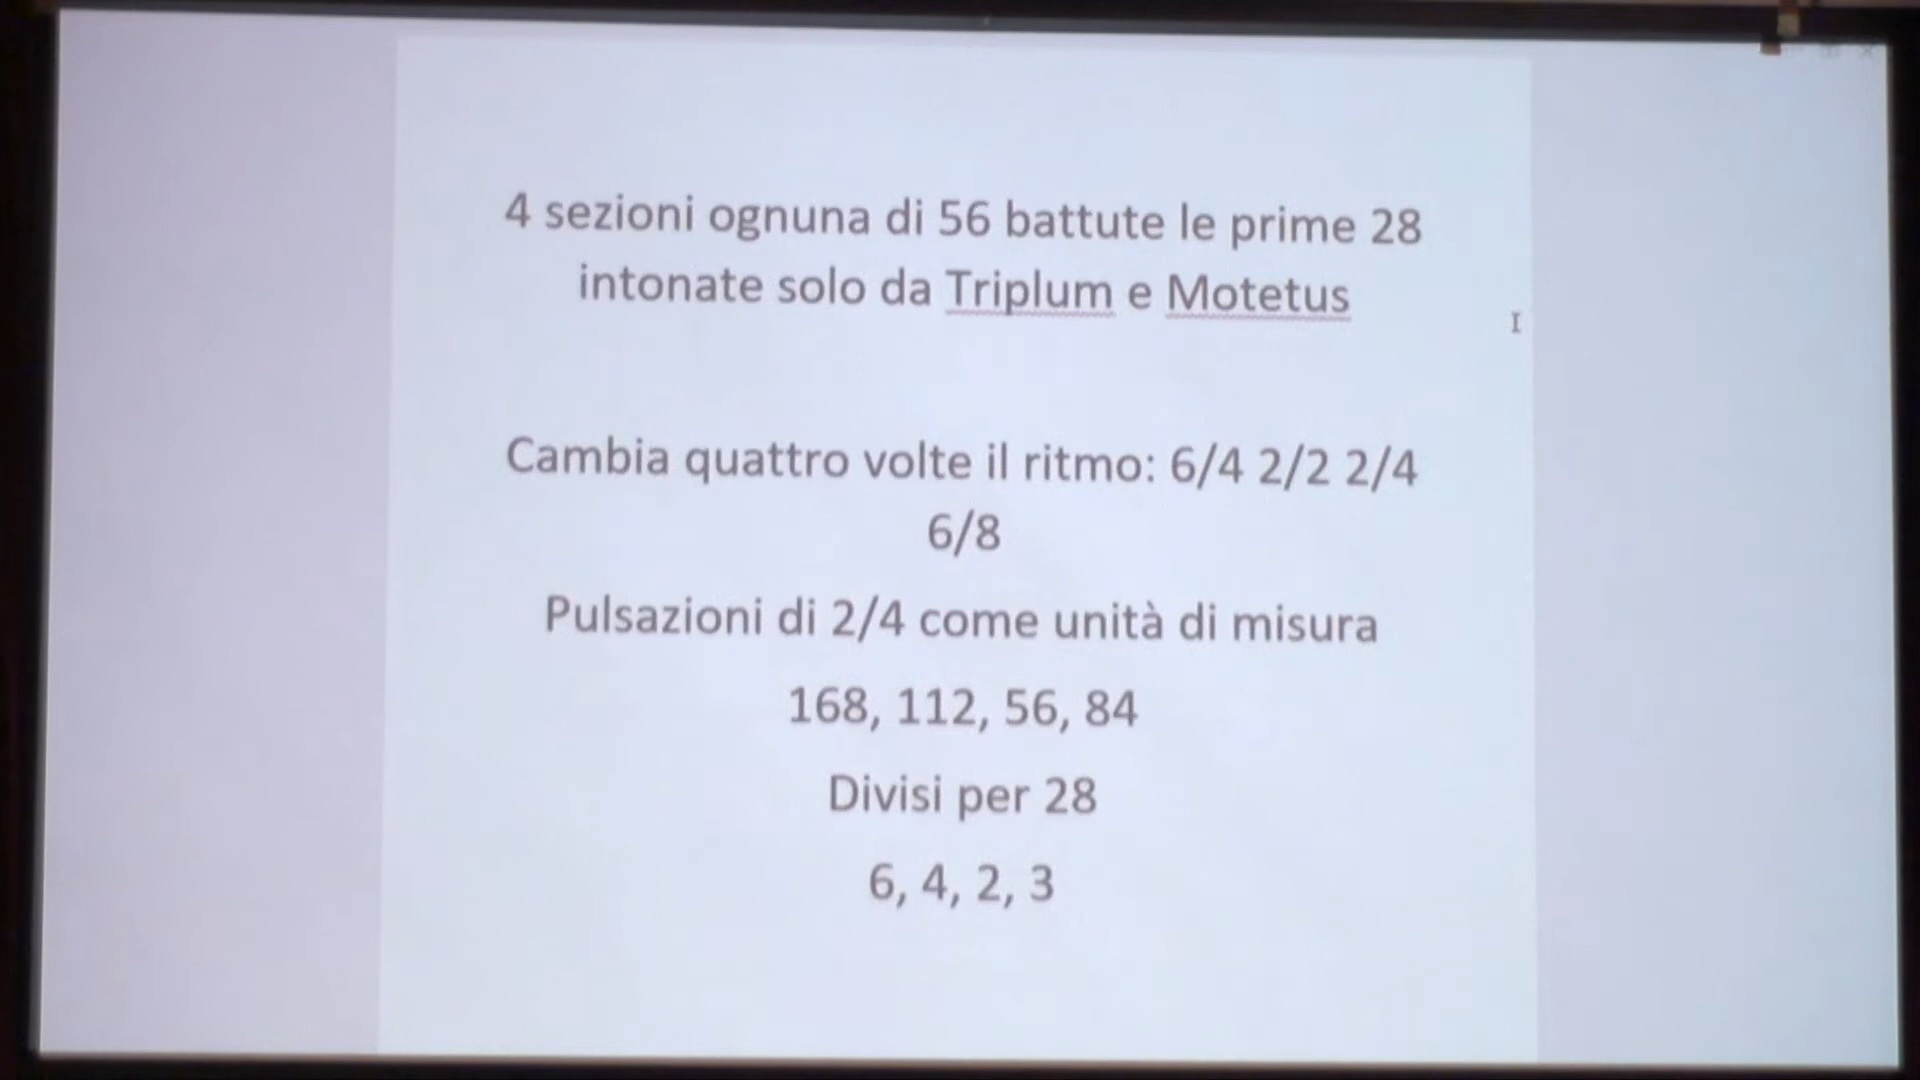 4 sezioni ognuna di 56 battute le prime 28
intonate solo da Triplum e Motetus
Cambia quattro volte il ritmo: 6/4 2/2 2/4
6/8
Pulsazioni di 2/4 come unità di misura
168, 112, 56, 84
Divisi per 28
6, 4, 2, 3